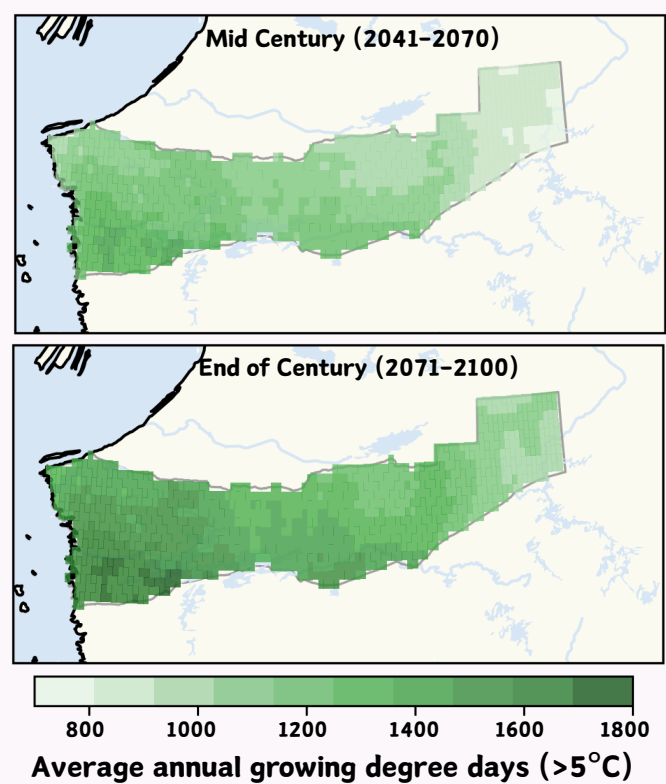 Mid Century (2041–2070)
End of Century (2071–2100)
800 1000 1200 1400 1600 1800
Average annual growing degree days (>5°C)